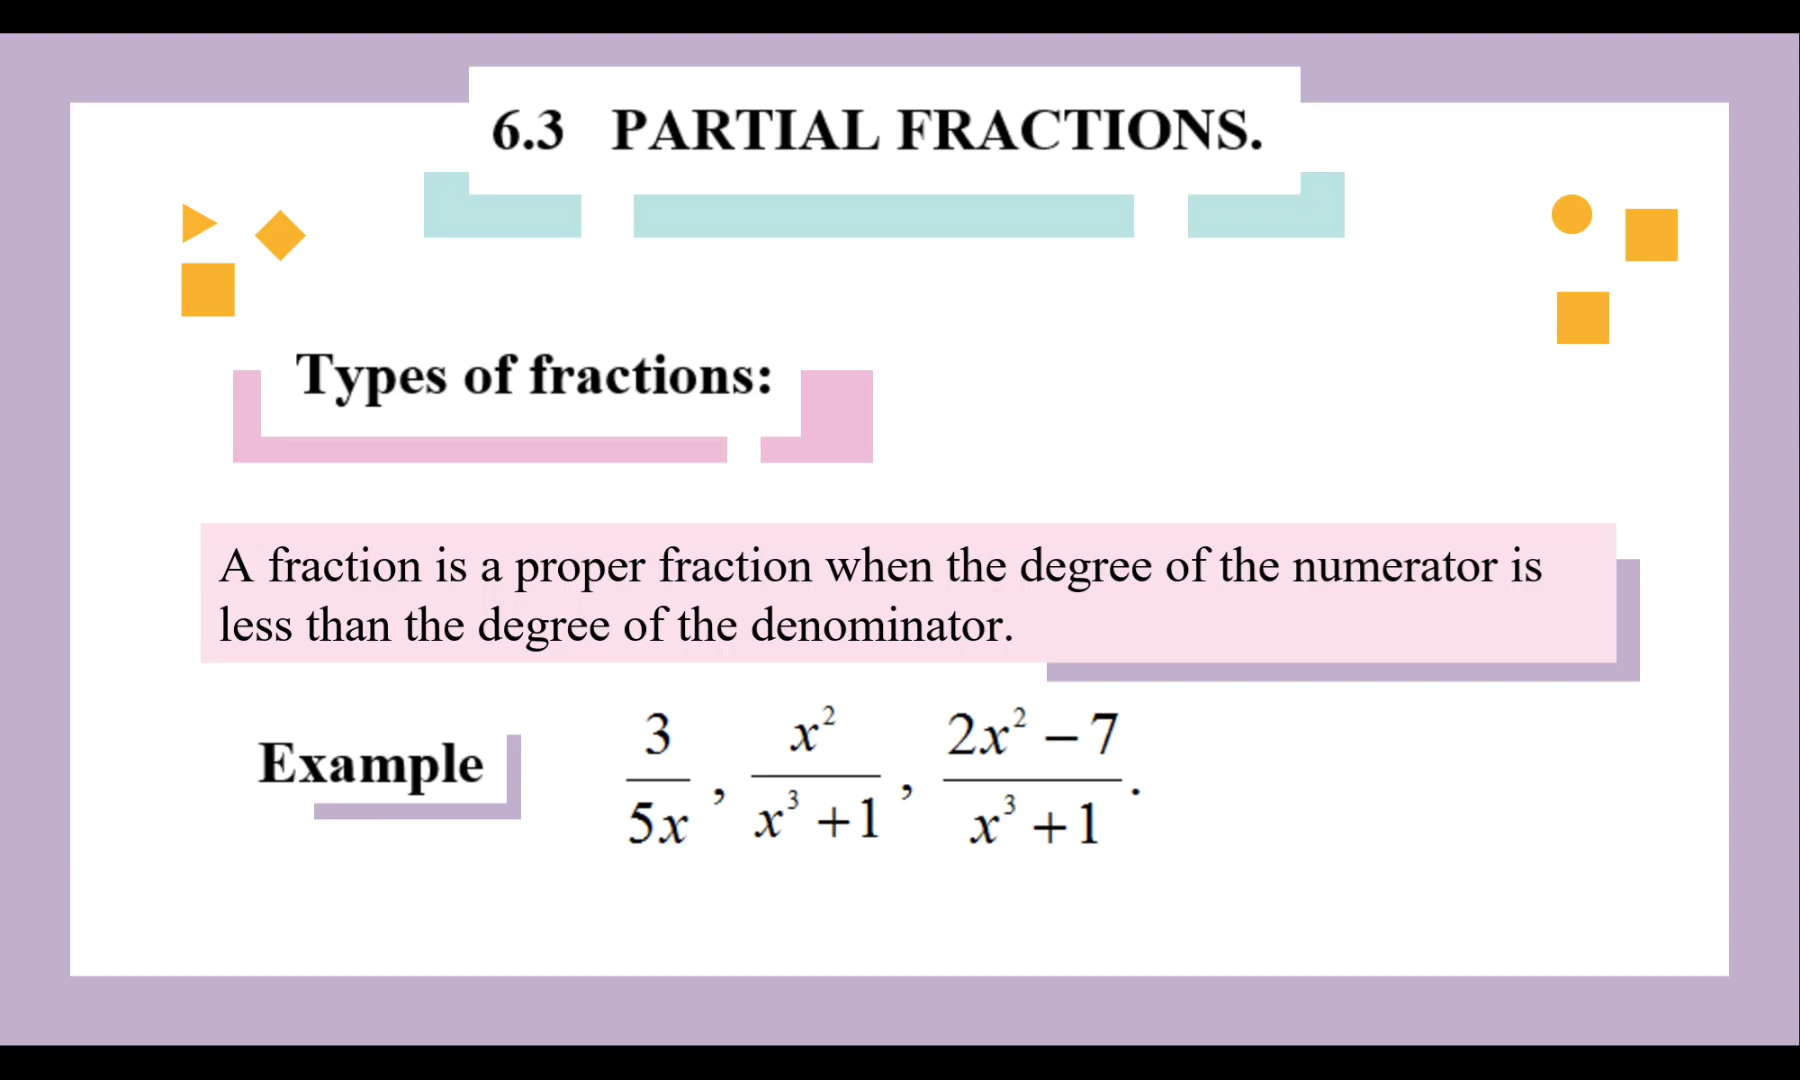 6.3 PARTIAL FRACTIONS.
Types of fractions:
A fraction is a proper fraction when the degree of the numerator is
less than the degree of the denominator.
Example 3/5x, x²/x³+1, 2x²−7/x³+1.